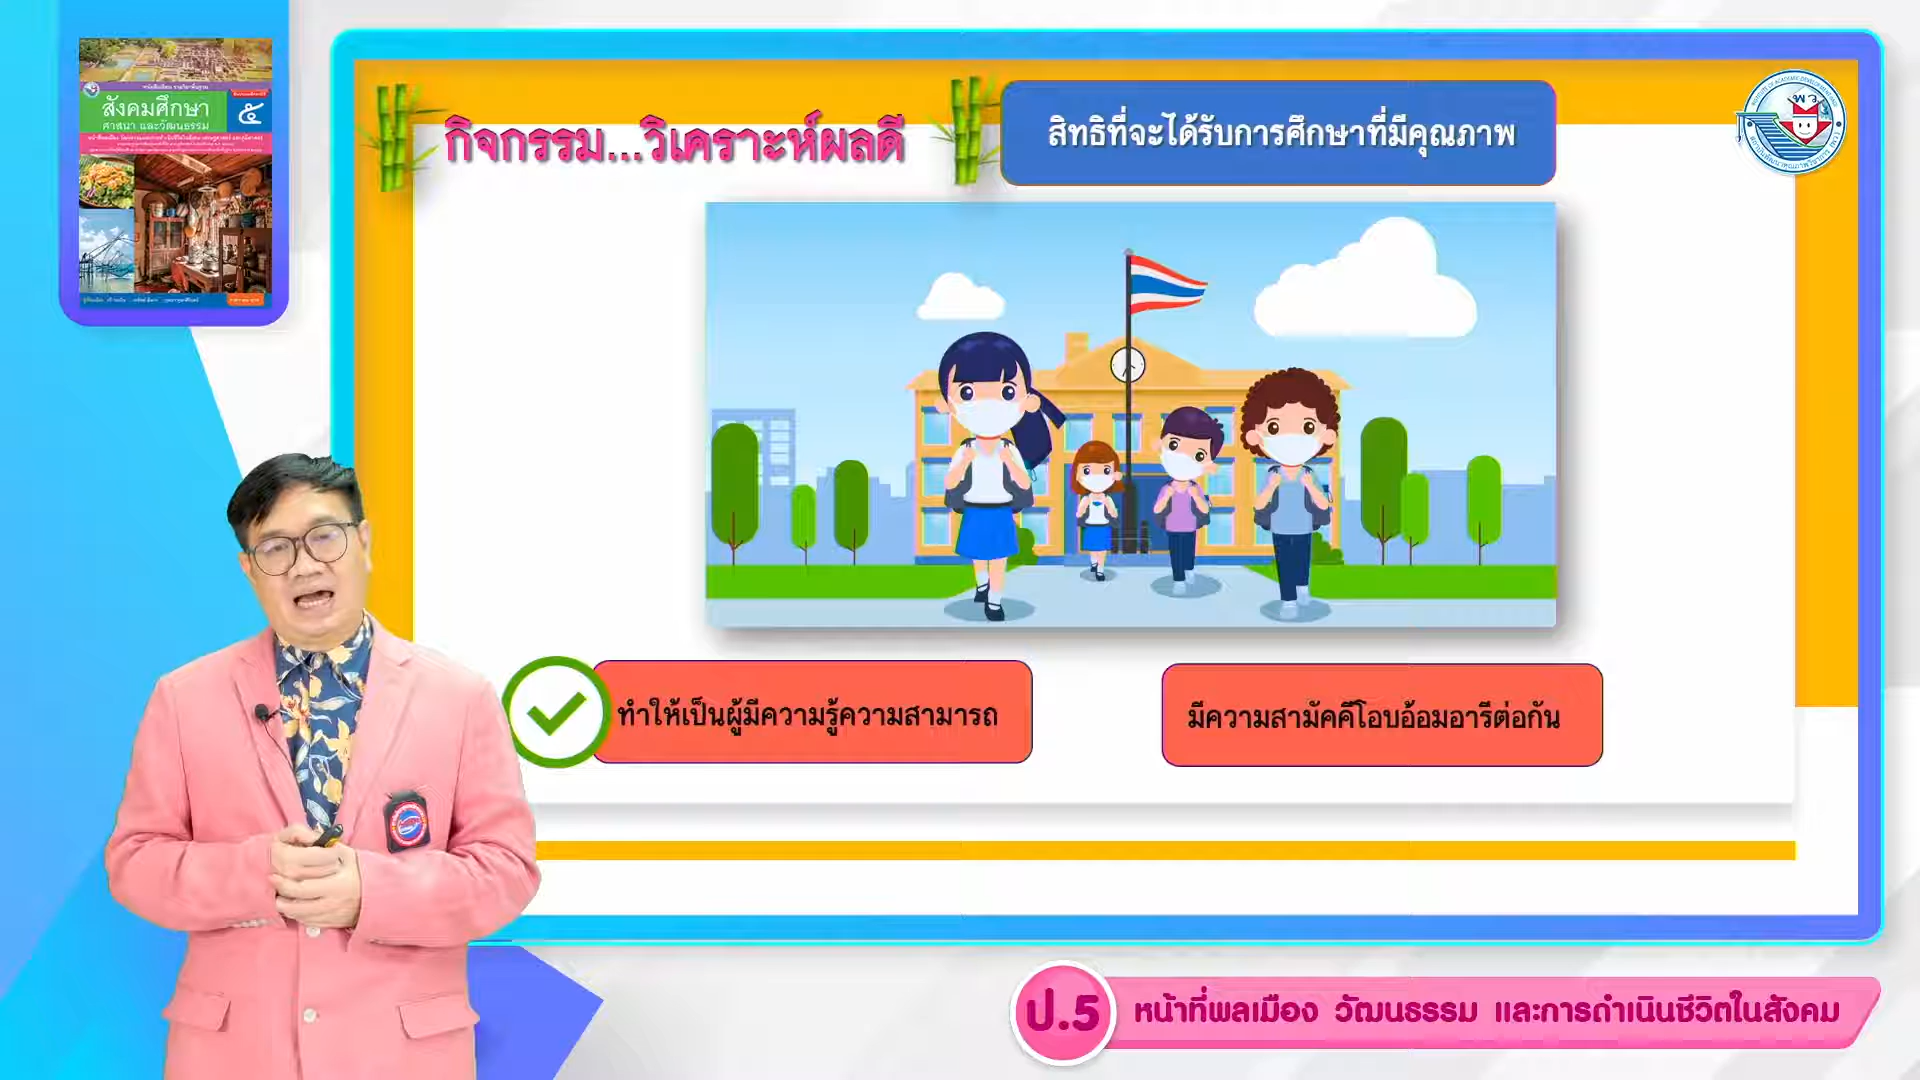 สังคมศึกษา
ศาสนา และวัฒนธรรม
๕
กิจกรรม...วิเคราะห์ผลดี
สิทธิที่จะได้รับการศึกษาที่มีคุณภาพ
พว
ทำให้เป็นผู้มีความรู้ความสามารถ
มีความสามัคคีโอบอ้อมอารีต่อกัน
ป.5
หน้าที่พลเมือง วัฒนธรรม และการดำเนินชีวิตในสังคม